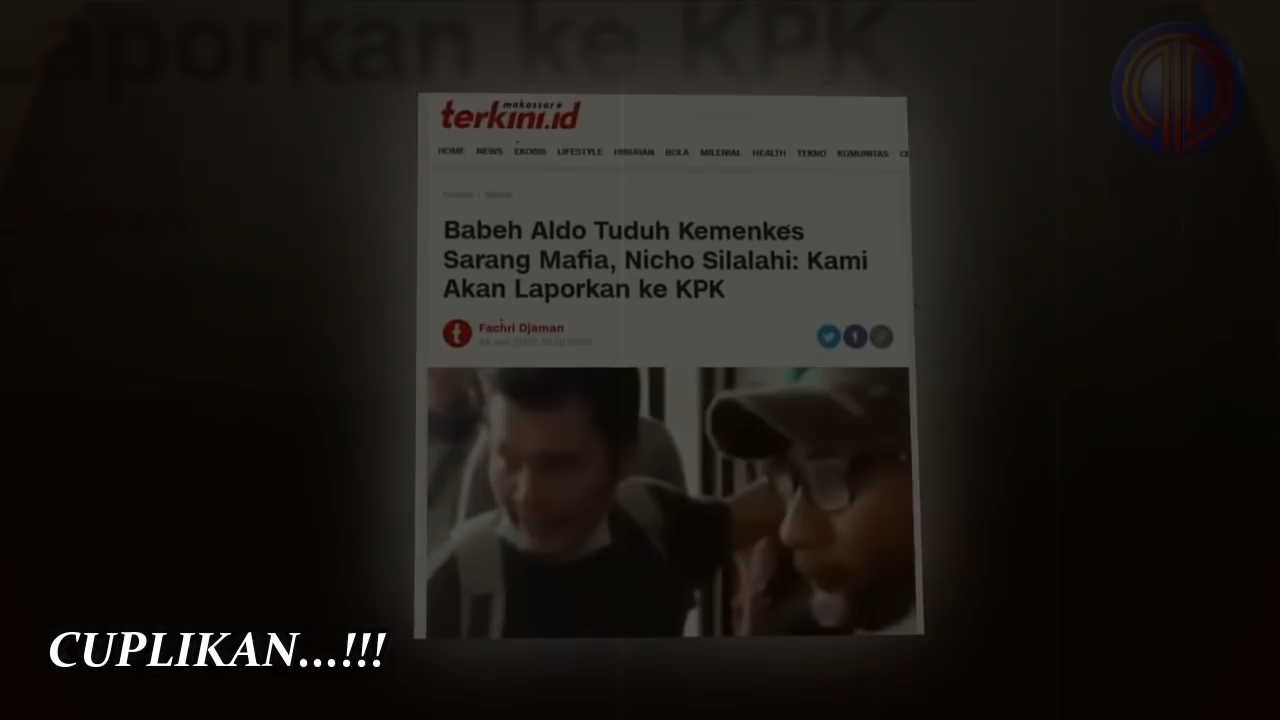 aporkan ke KPK
makassar
terkini.id
HOME NEWS EKOBIS LIFESTYLE HIBURAN BOLA MILENIAL HEALTH TEKNO KOMUNITAS
Babeh Aldo Tuduh Kemenkes
Sarang Mafia, Nicho Silalahi: Kami
Akan Laporkan ke KPK
Fachri Djaman
CUPLIKAN...!!!